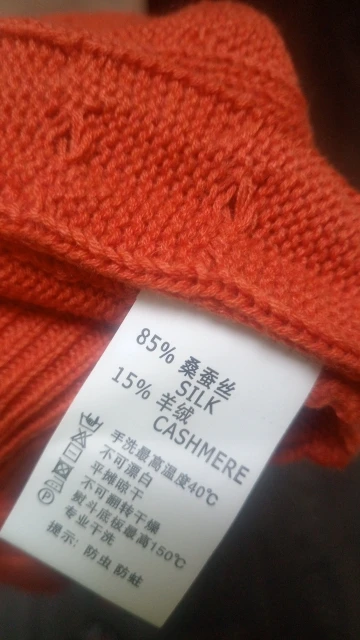 85% 桑蚕丝
SILK
15% 羊绒
CASHMERE
手洗最高温度40℃
不可漂白
平摊晾干
不可翻转干燥
熨斗底板最高150℃
专业干洗
提示: 防虫 防蛀